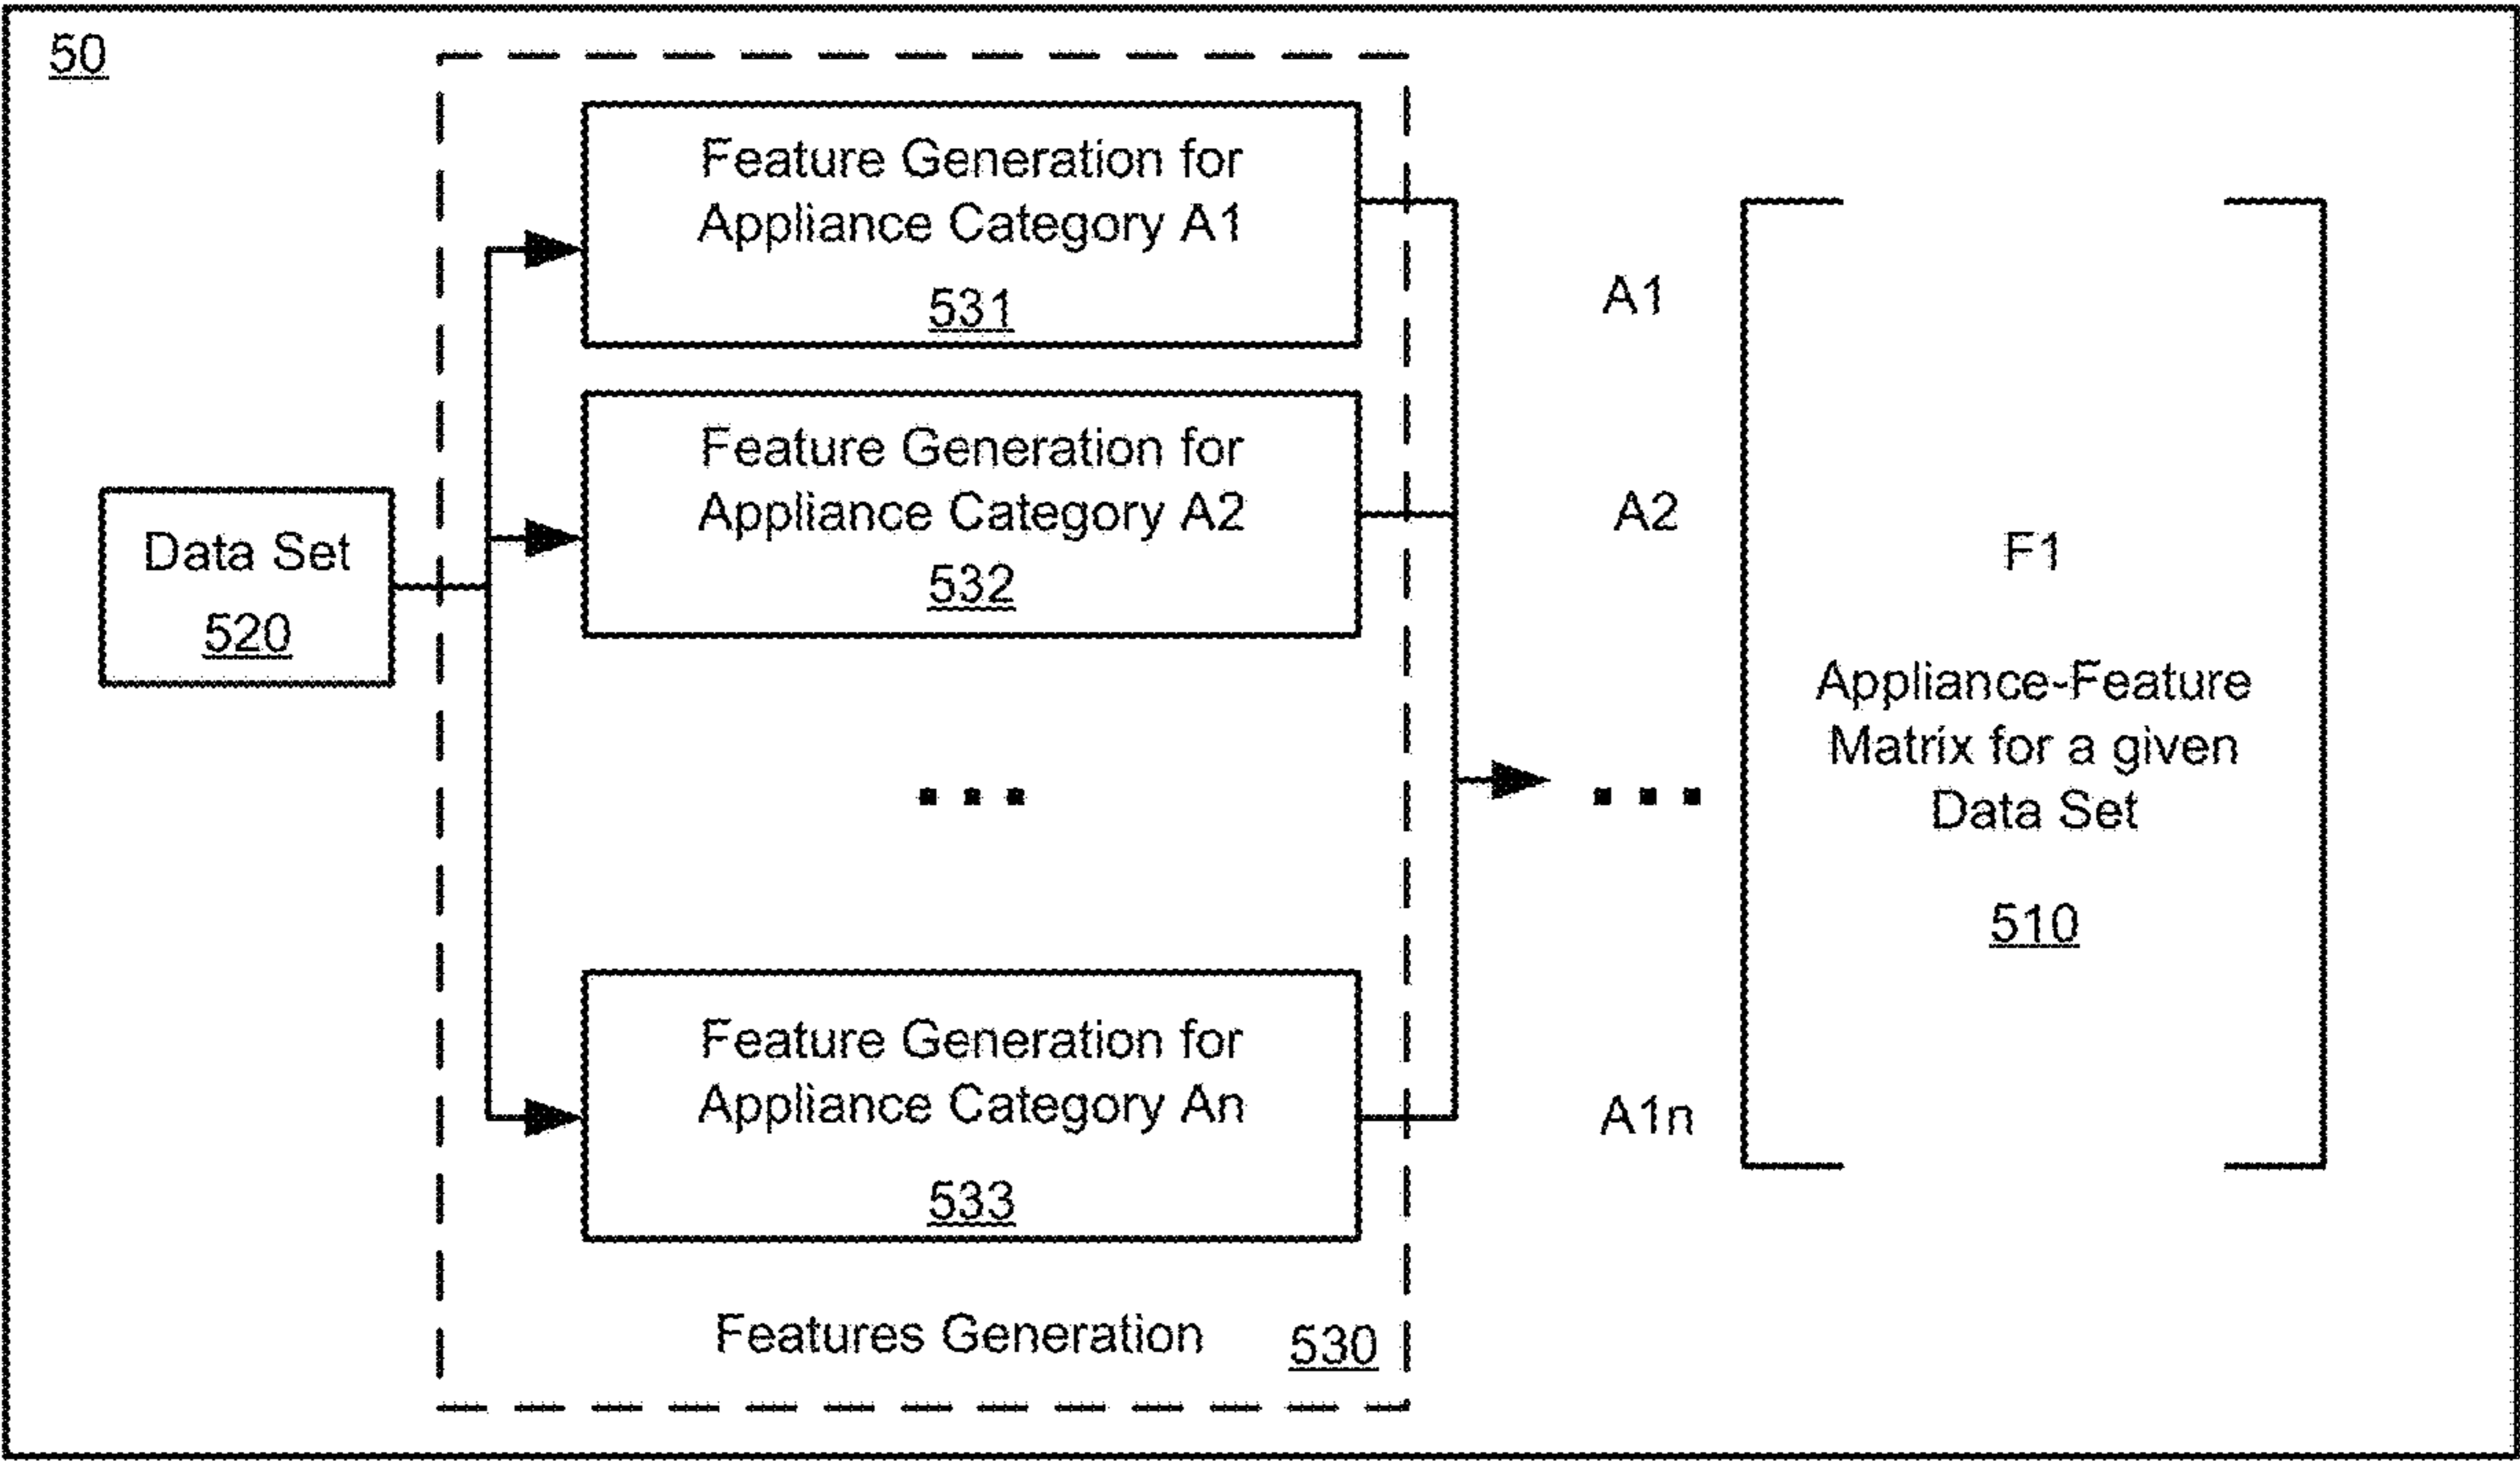 50
Feature Generation for
Appliance Category A1
531
Feature Generation for
Appliance Category A2
532
Data Set
520
...
Feature Generation for
Appliance Category An
533
Features Generation
530
A1
A2
...
A1n
F1
Appliance-Feature
Matrix for a given
Data Set
510